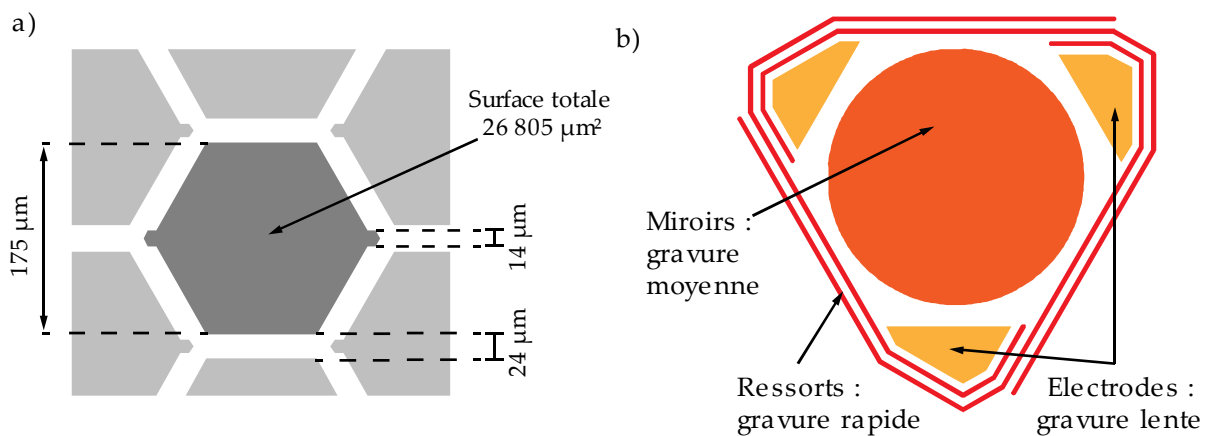 a)
Surface totale
26 805 µm²
175 µm
14 µm
24 µm
b)
Miroirs :
gravure
moyenne
Ressorts :
gravure rapide
Electrodes :
gravure lente